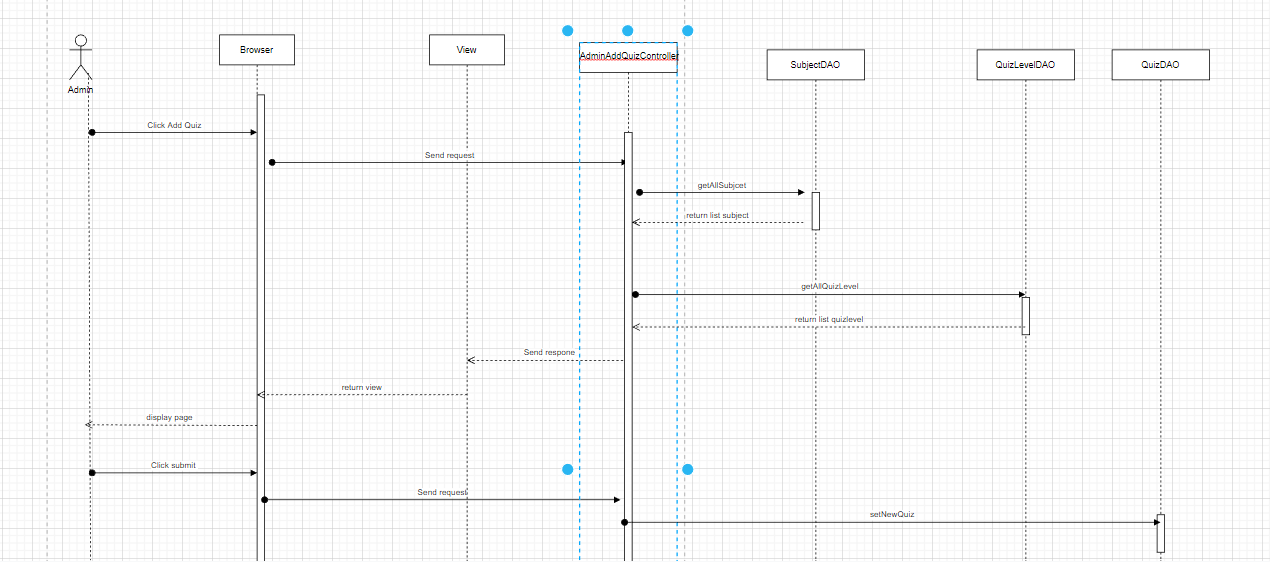 Browser
View
AdminAddQuizController
SubjectDAO
QuizLevelDAO
QuizDAO
Admin
Click Add Quiz
Send request
getAllSubjcet
return list subject
getAllQuizLevel
return list quizlevel
Send respone
return view
display page
Click submit
Send request
setNewQuiz